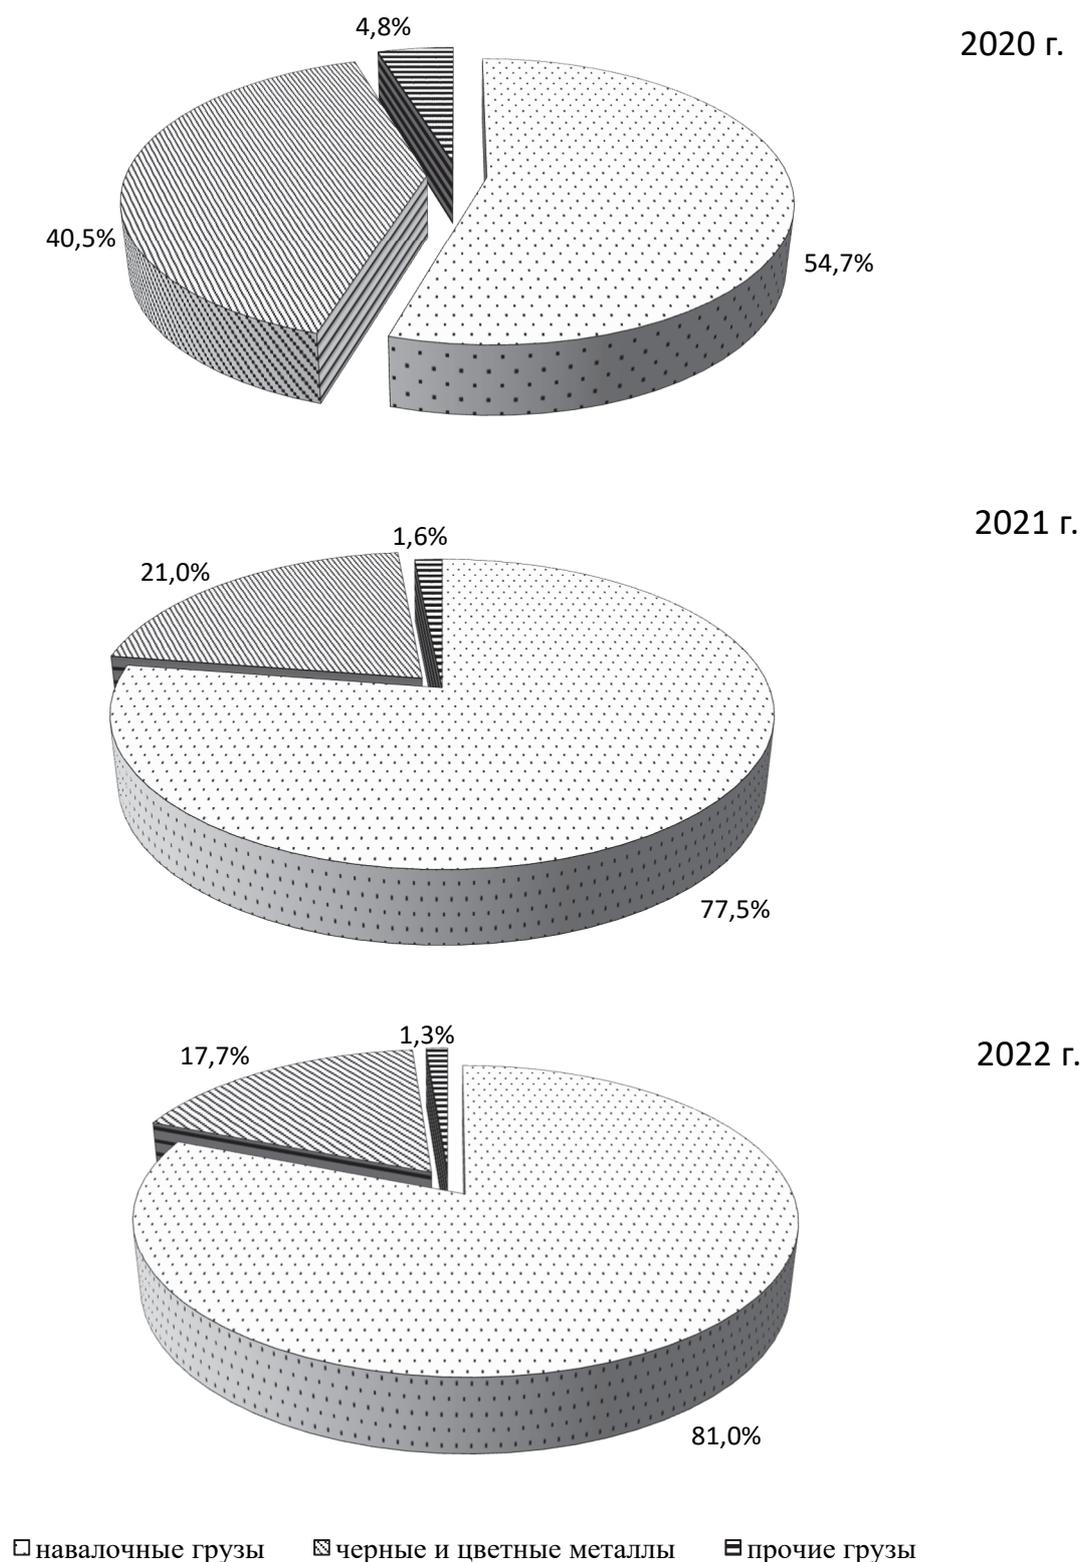 4,8%
2020 г.
40,5%
54,7%
2021 г.
1,6%
21,0%
77,5%
1,3%
17,7%
2022 г.
81,0%
навалочные грузы черные и цветные металлы прочие грузы